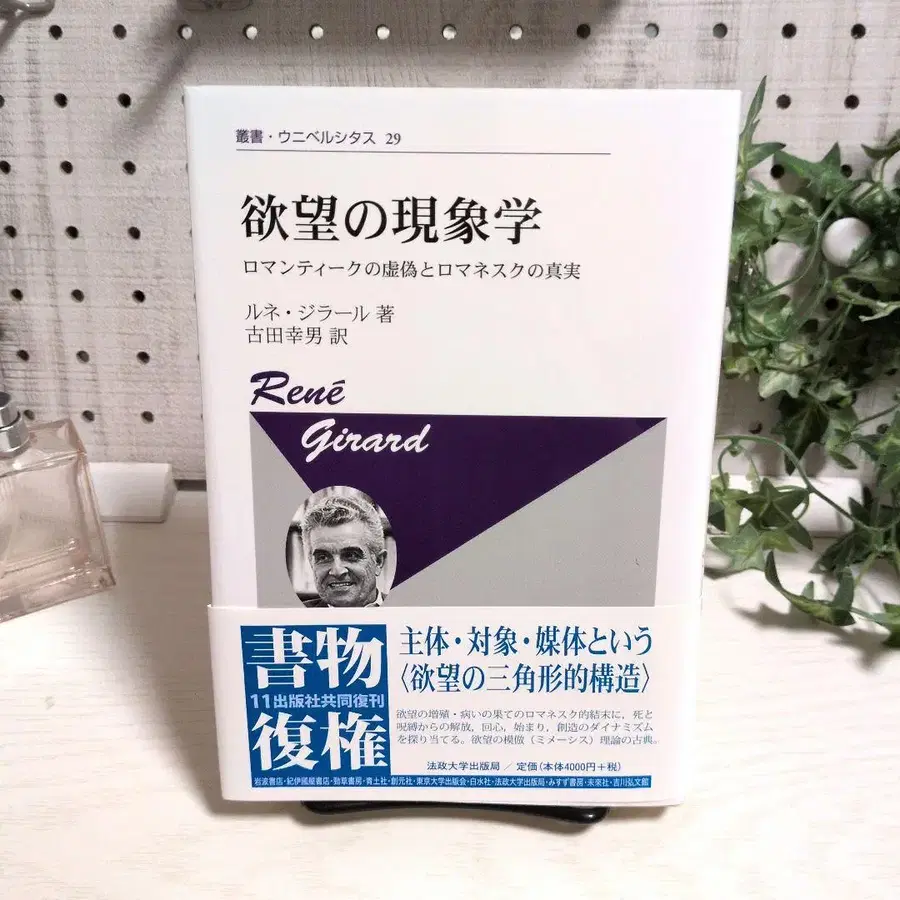 叢書・ウニベルシタス 29
欲望の現象学
ロマンティークの虚偽とロマネスクの真実
ルネ・ジラール 著
古田幸男 訳
René
Girard
書物
11出版社共同復刊
復権
岩波書店・紀伊國屋書店・勁草書房・青土社・創元社・東京大学出版会・白水社・法政大学出版局・みすず書房・未來社・吉川弘文館
主体・対象・媒体という
〈欲望の三角形的構造〉
欲望の増殖・病いの果てのロマネスク的結末に，死と
呪縛からの解放，回心，始まり，創造のダイナミズム
を探り当てる。欲望の模倣（ミメーシス）理論の古典。
法政大学出版局 ／ 定価（本体4000円＋税）